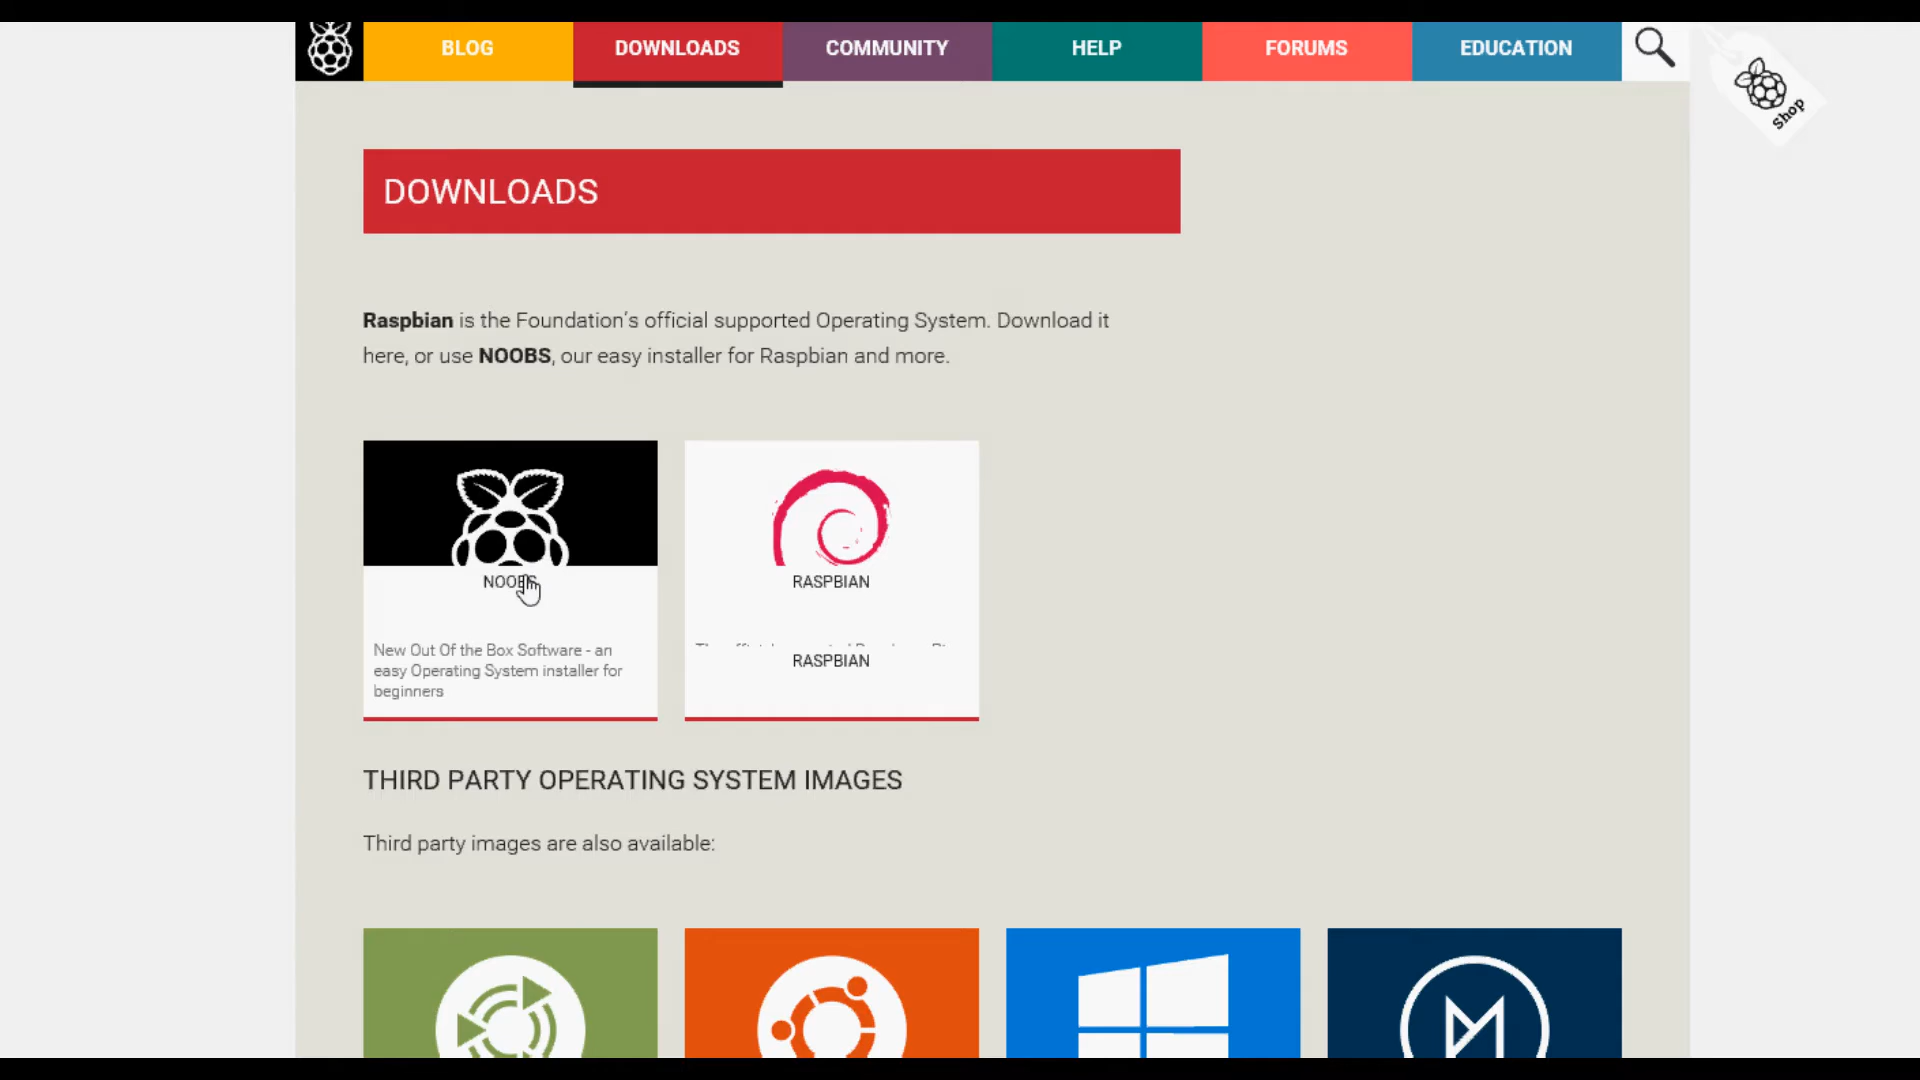 BLOG
DOWNLOADS
COMMUNITY
HELP
FORUMS
EDUCATION
Shop
DOWNLOADS
Raspbian is the Foundation's official supported Operating System. Download it
here, or use NOOBS, our easy installer for Raspbian and more.
NOOBS
New Out Of the Box Software - an
easy Operating System installer for
beginners
RASPBIAN
RASPBIAN
THIRD PARTY OPERATING SYSTEM IMAGES
Third party images are also available: